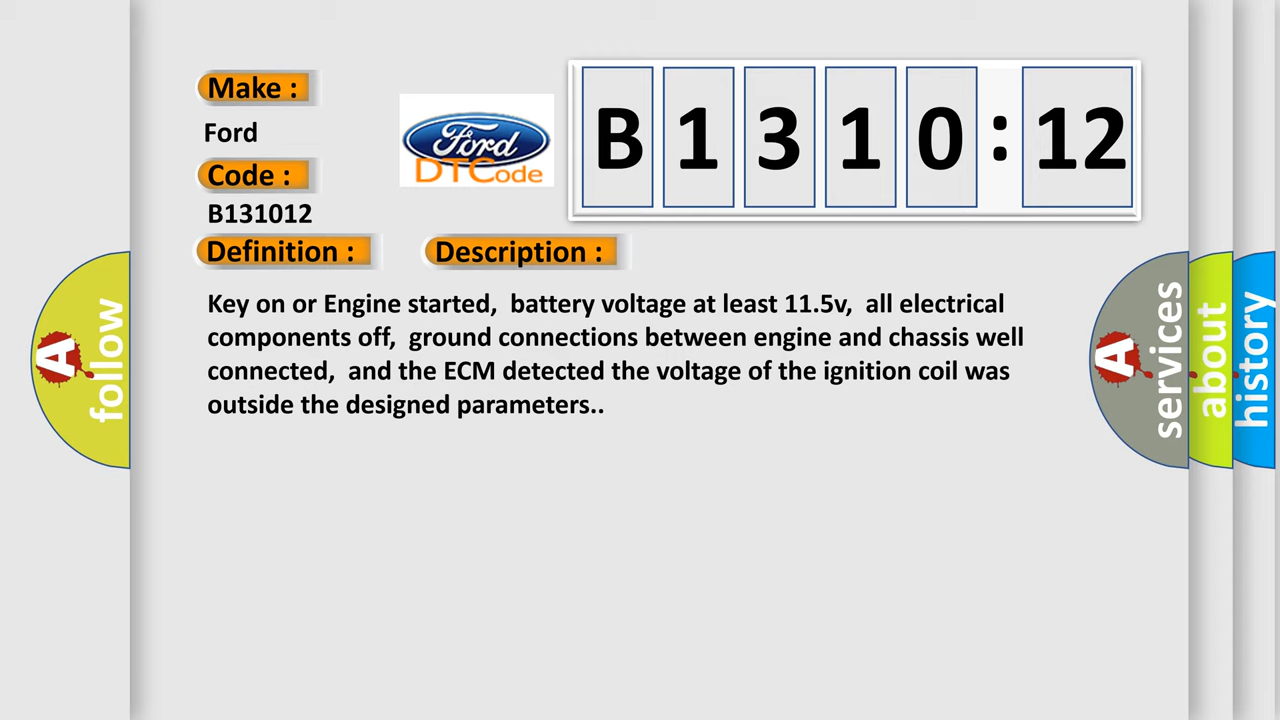 Make :
Ford
Code :
B131012
Ford
DTCode
B 1 3 1 0 : 12
Definition :
Description :
Key on or Engine started,  battery voltage at least 11.5v,  all electrical
components off,  ground connections between engine and chassis well
connected,  and the ECM detected the voltage of the ignition coil was
outside the designed parameters..
A follow
A services
about
history